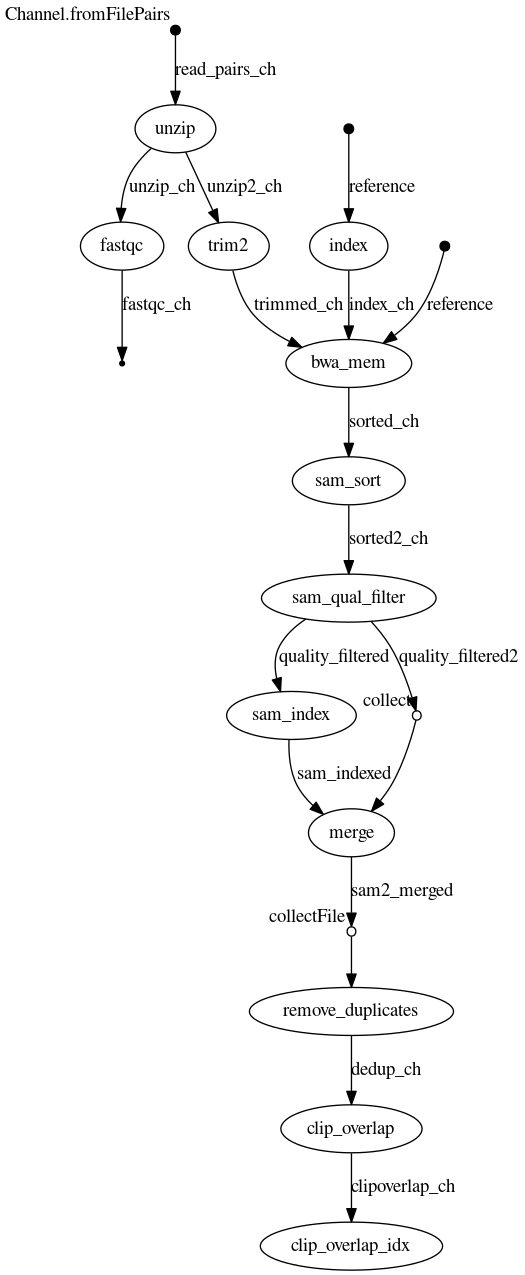 Channel.fromFilePairs
read_pairs_ch
unzip
reference
unzip_ch
unzip2_ch
fastqc
trim2
index
fastqc_ch
trimmed_ch
index_ch
reference
bwa_mem
sorted_ch
sam_sort
sorted2_ch
sam_qual_filter
quality_filtered
quality_filtered2
collect
sam_index
sam_indexed
merge
sam2_merged
collectFile
remove_duplicates
dedup_ch
clip_overlap
clipoverlap_ch
clip_overlap_idx